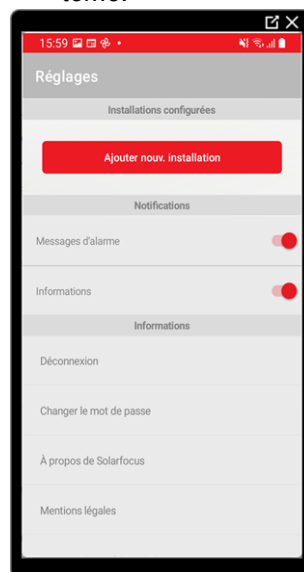 15:59
Réglages
Installations configurées
Ajouter nouv. installation
Notifications
Messages d'alarme
Informations
Informations
Déconnexion
Changer le mot de passe
À propos de Solarfocus
Mentions légales